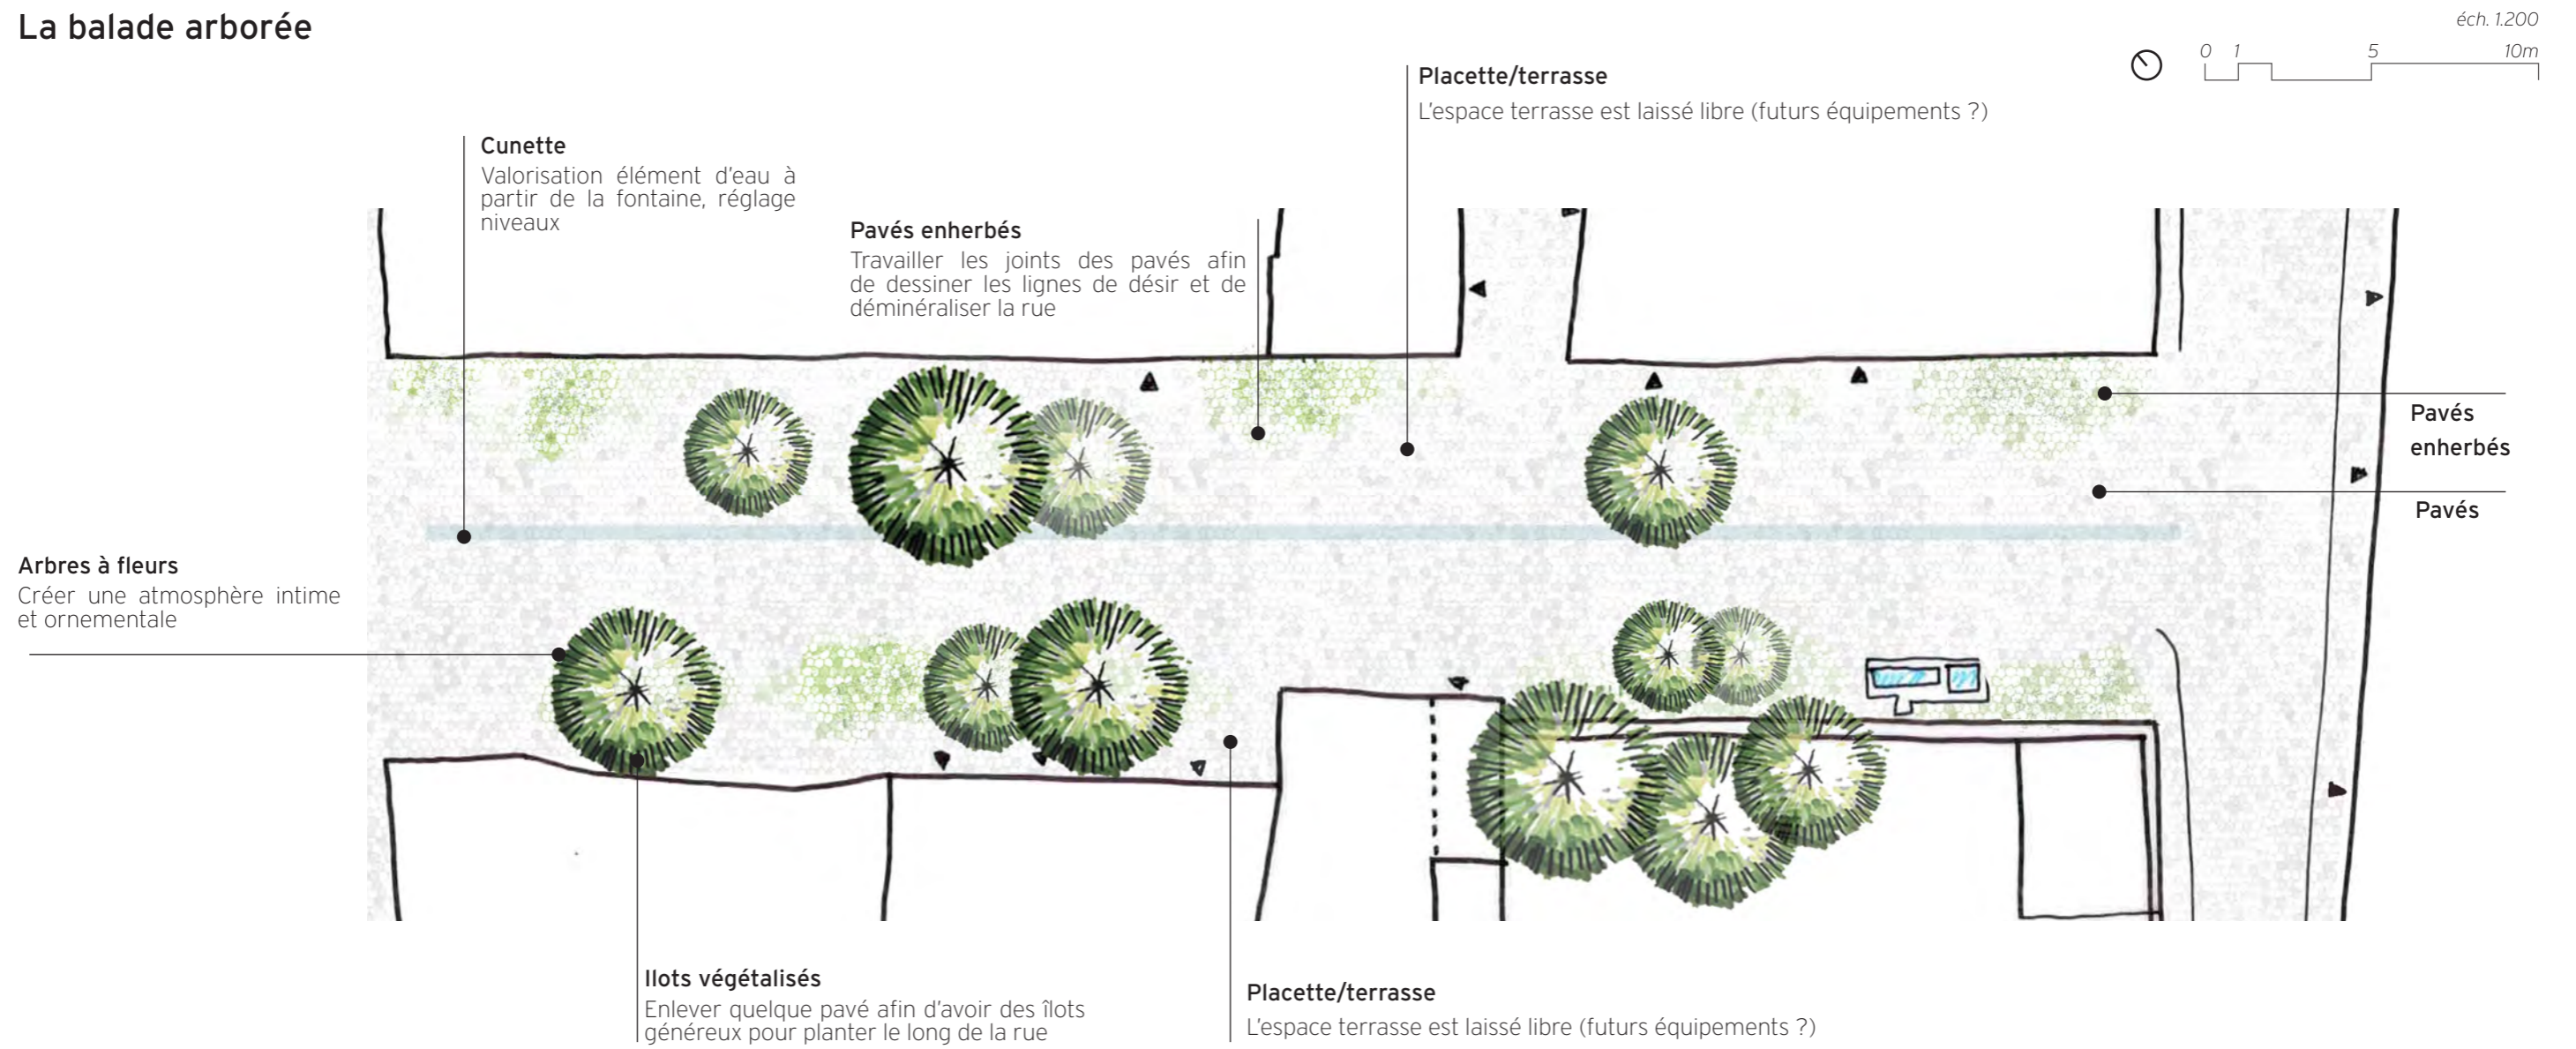 La balade arborée
éch. 1.200
0 1 5 10m
Placette/terrasse
L'espace terrasse est laissé libre (futurs équipements ?)
Cunette
Valorisation élément d'eau à
partir de la fontaine, réglage
niveaux
Pavés enherbés
Travailler les joints des pavés afin
de dessiner les lignes de désir et de
déminéraliser la rue
Pavés
enherbés
Pavés
Arbres à fleurs
Créer une atmosphère intime
et ornementale
Ilots végétalisés
Enlever quelque pavé afin d'avoir des îlots
généreux pour planter le long de la rue
Placette/terrasse
L'espace terrasse est laissé libre (futurs équipements ?)